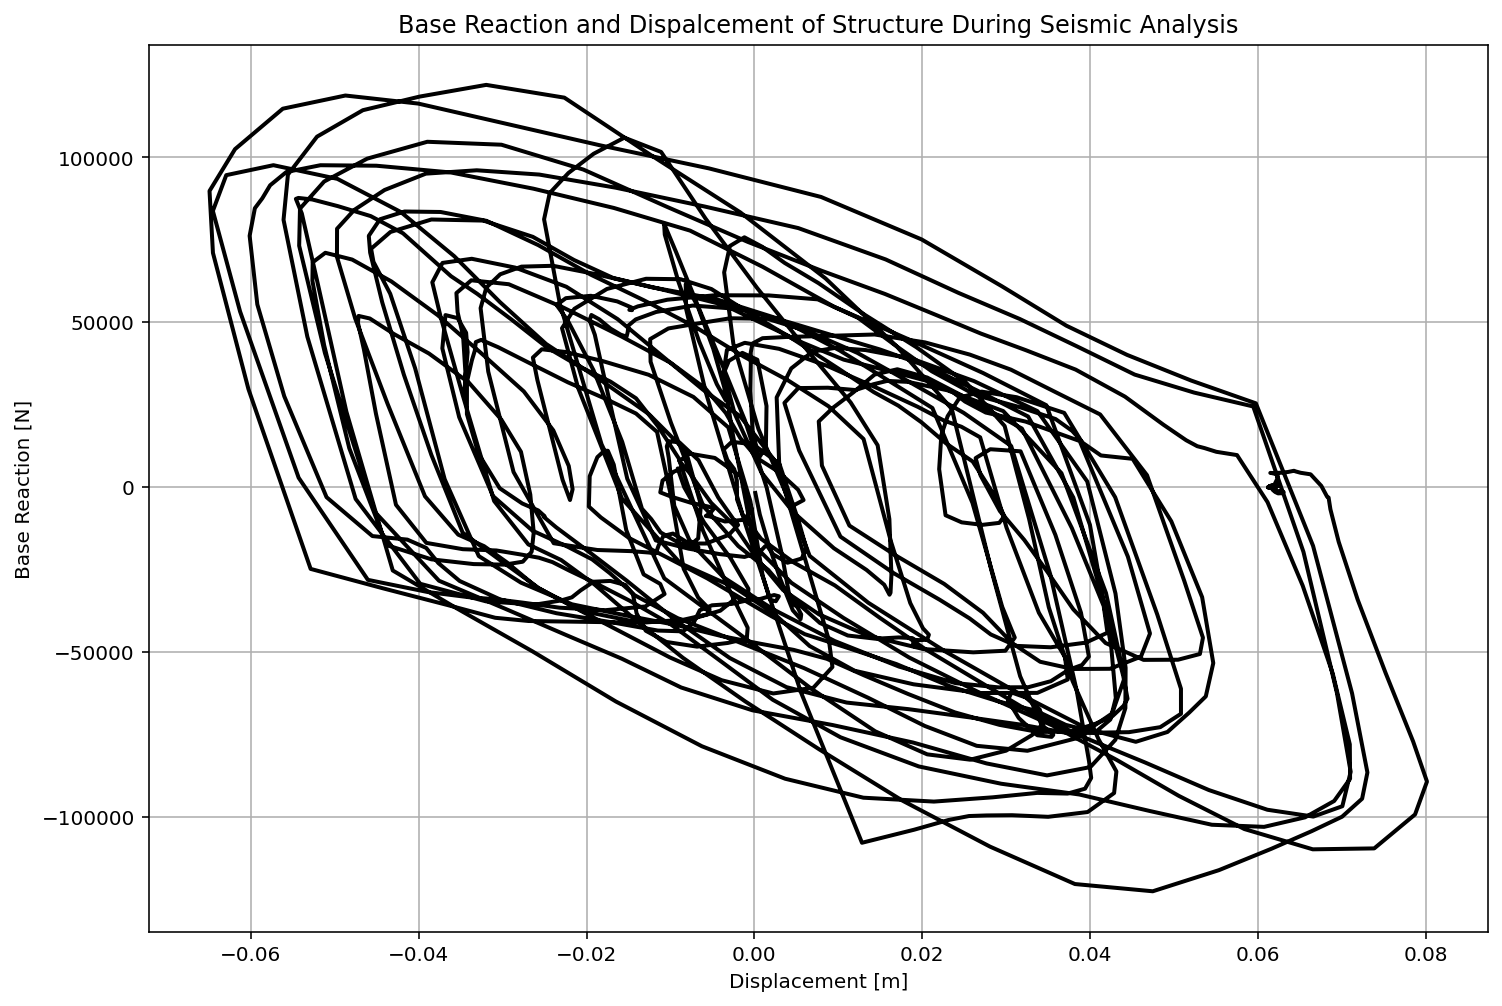 Base Reaction and Dispalcement of Structure During Seismic Analysis
100000
50000
0
−50000
−100000
Base Reaction [N]
−0.06 −0.04 −0.02 0.00 0.02 0.04 0.06 0.08
Displacement [m]